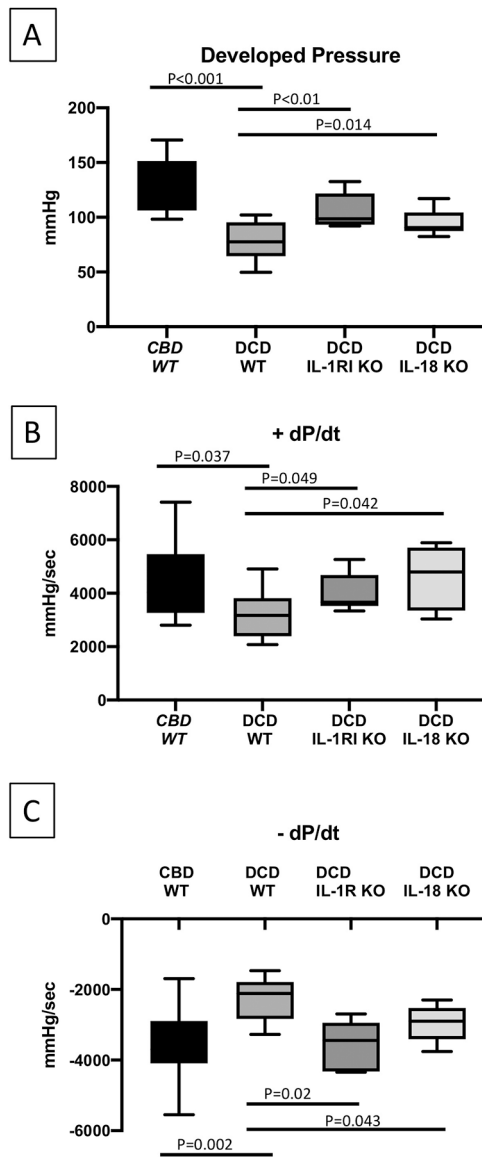 A
Developed Pressure
P<0.001
P<0.01
P=0.014
200
150
100
50
0
mmHg
CBD WT
DCD WT
DCD IL-1RI KO
DCD IL-18 KO
B
+ dP/dt
P=0.037
P=0.049
P=0.042
8000
6000
4000
2000
0
mmHg/sec
CBD WT
DCD WT
DCD IL-1RI KO
DCD IL-18 KO
C
- dP/dt
CBD WT
DCD WT
DCD IL-1R KO
DCD IL-18 KO
0
-2000
-4000
-6000
mmHg/sec
P=0.02
P=0.043
P=0.002